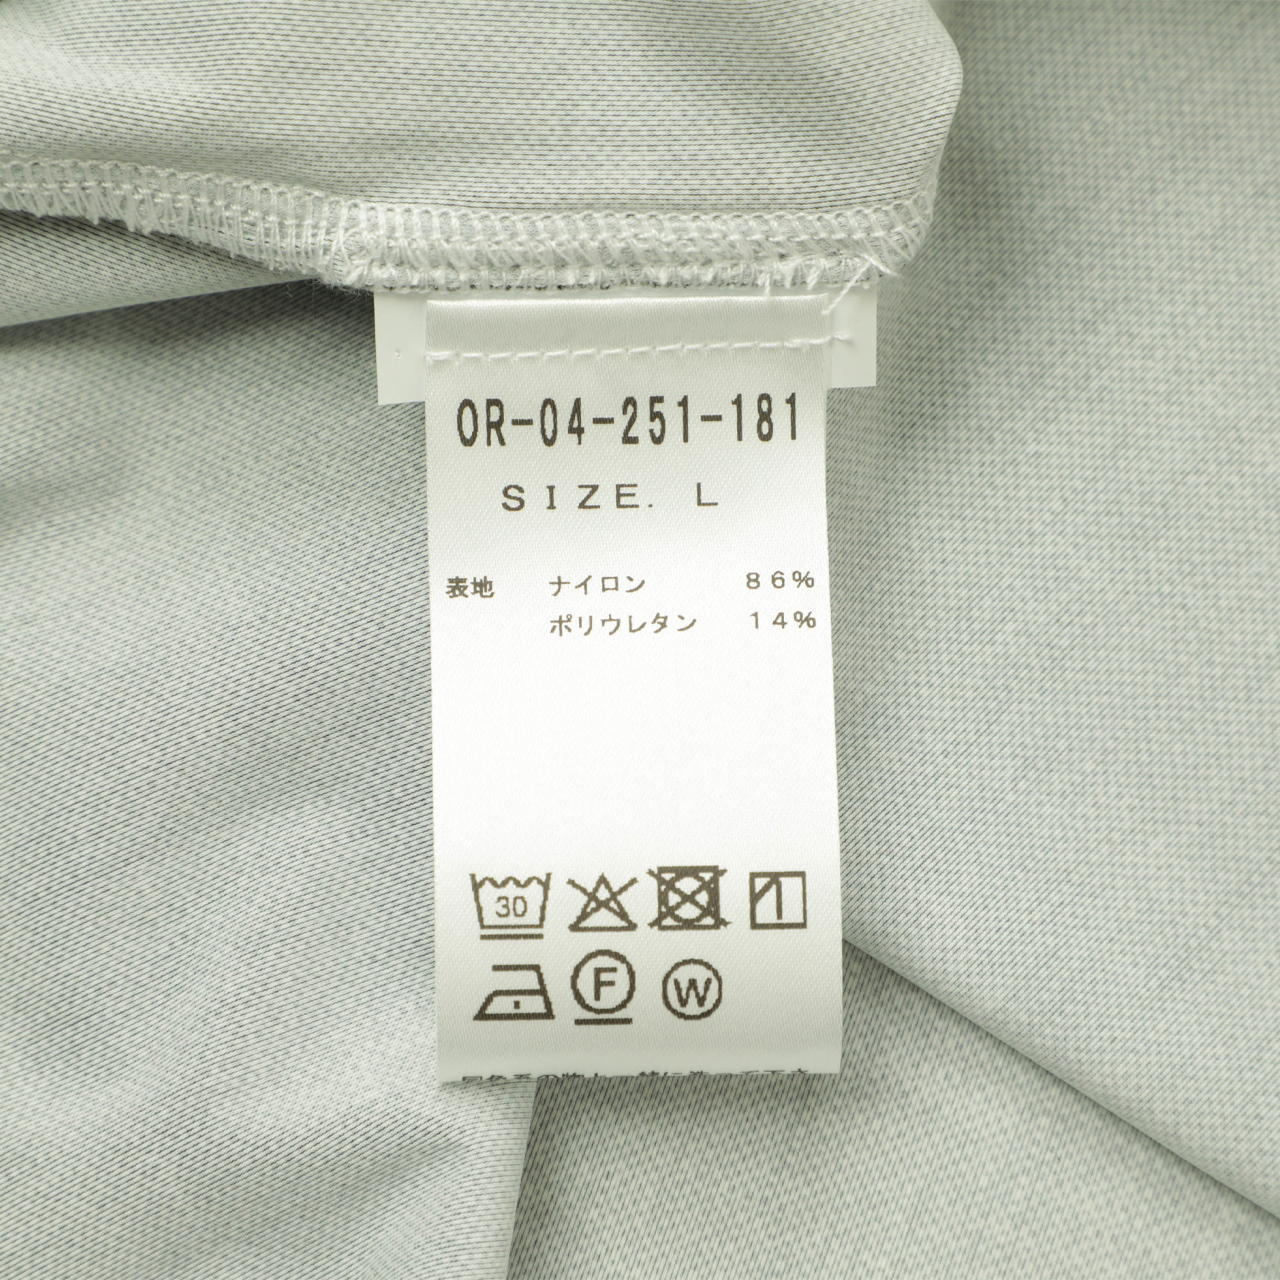 OR-04-251-181
SIZE. L
表地 ナイロン 86%
ポリウレタン 14%
30
F W